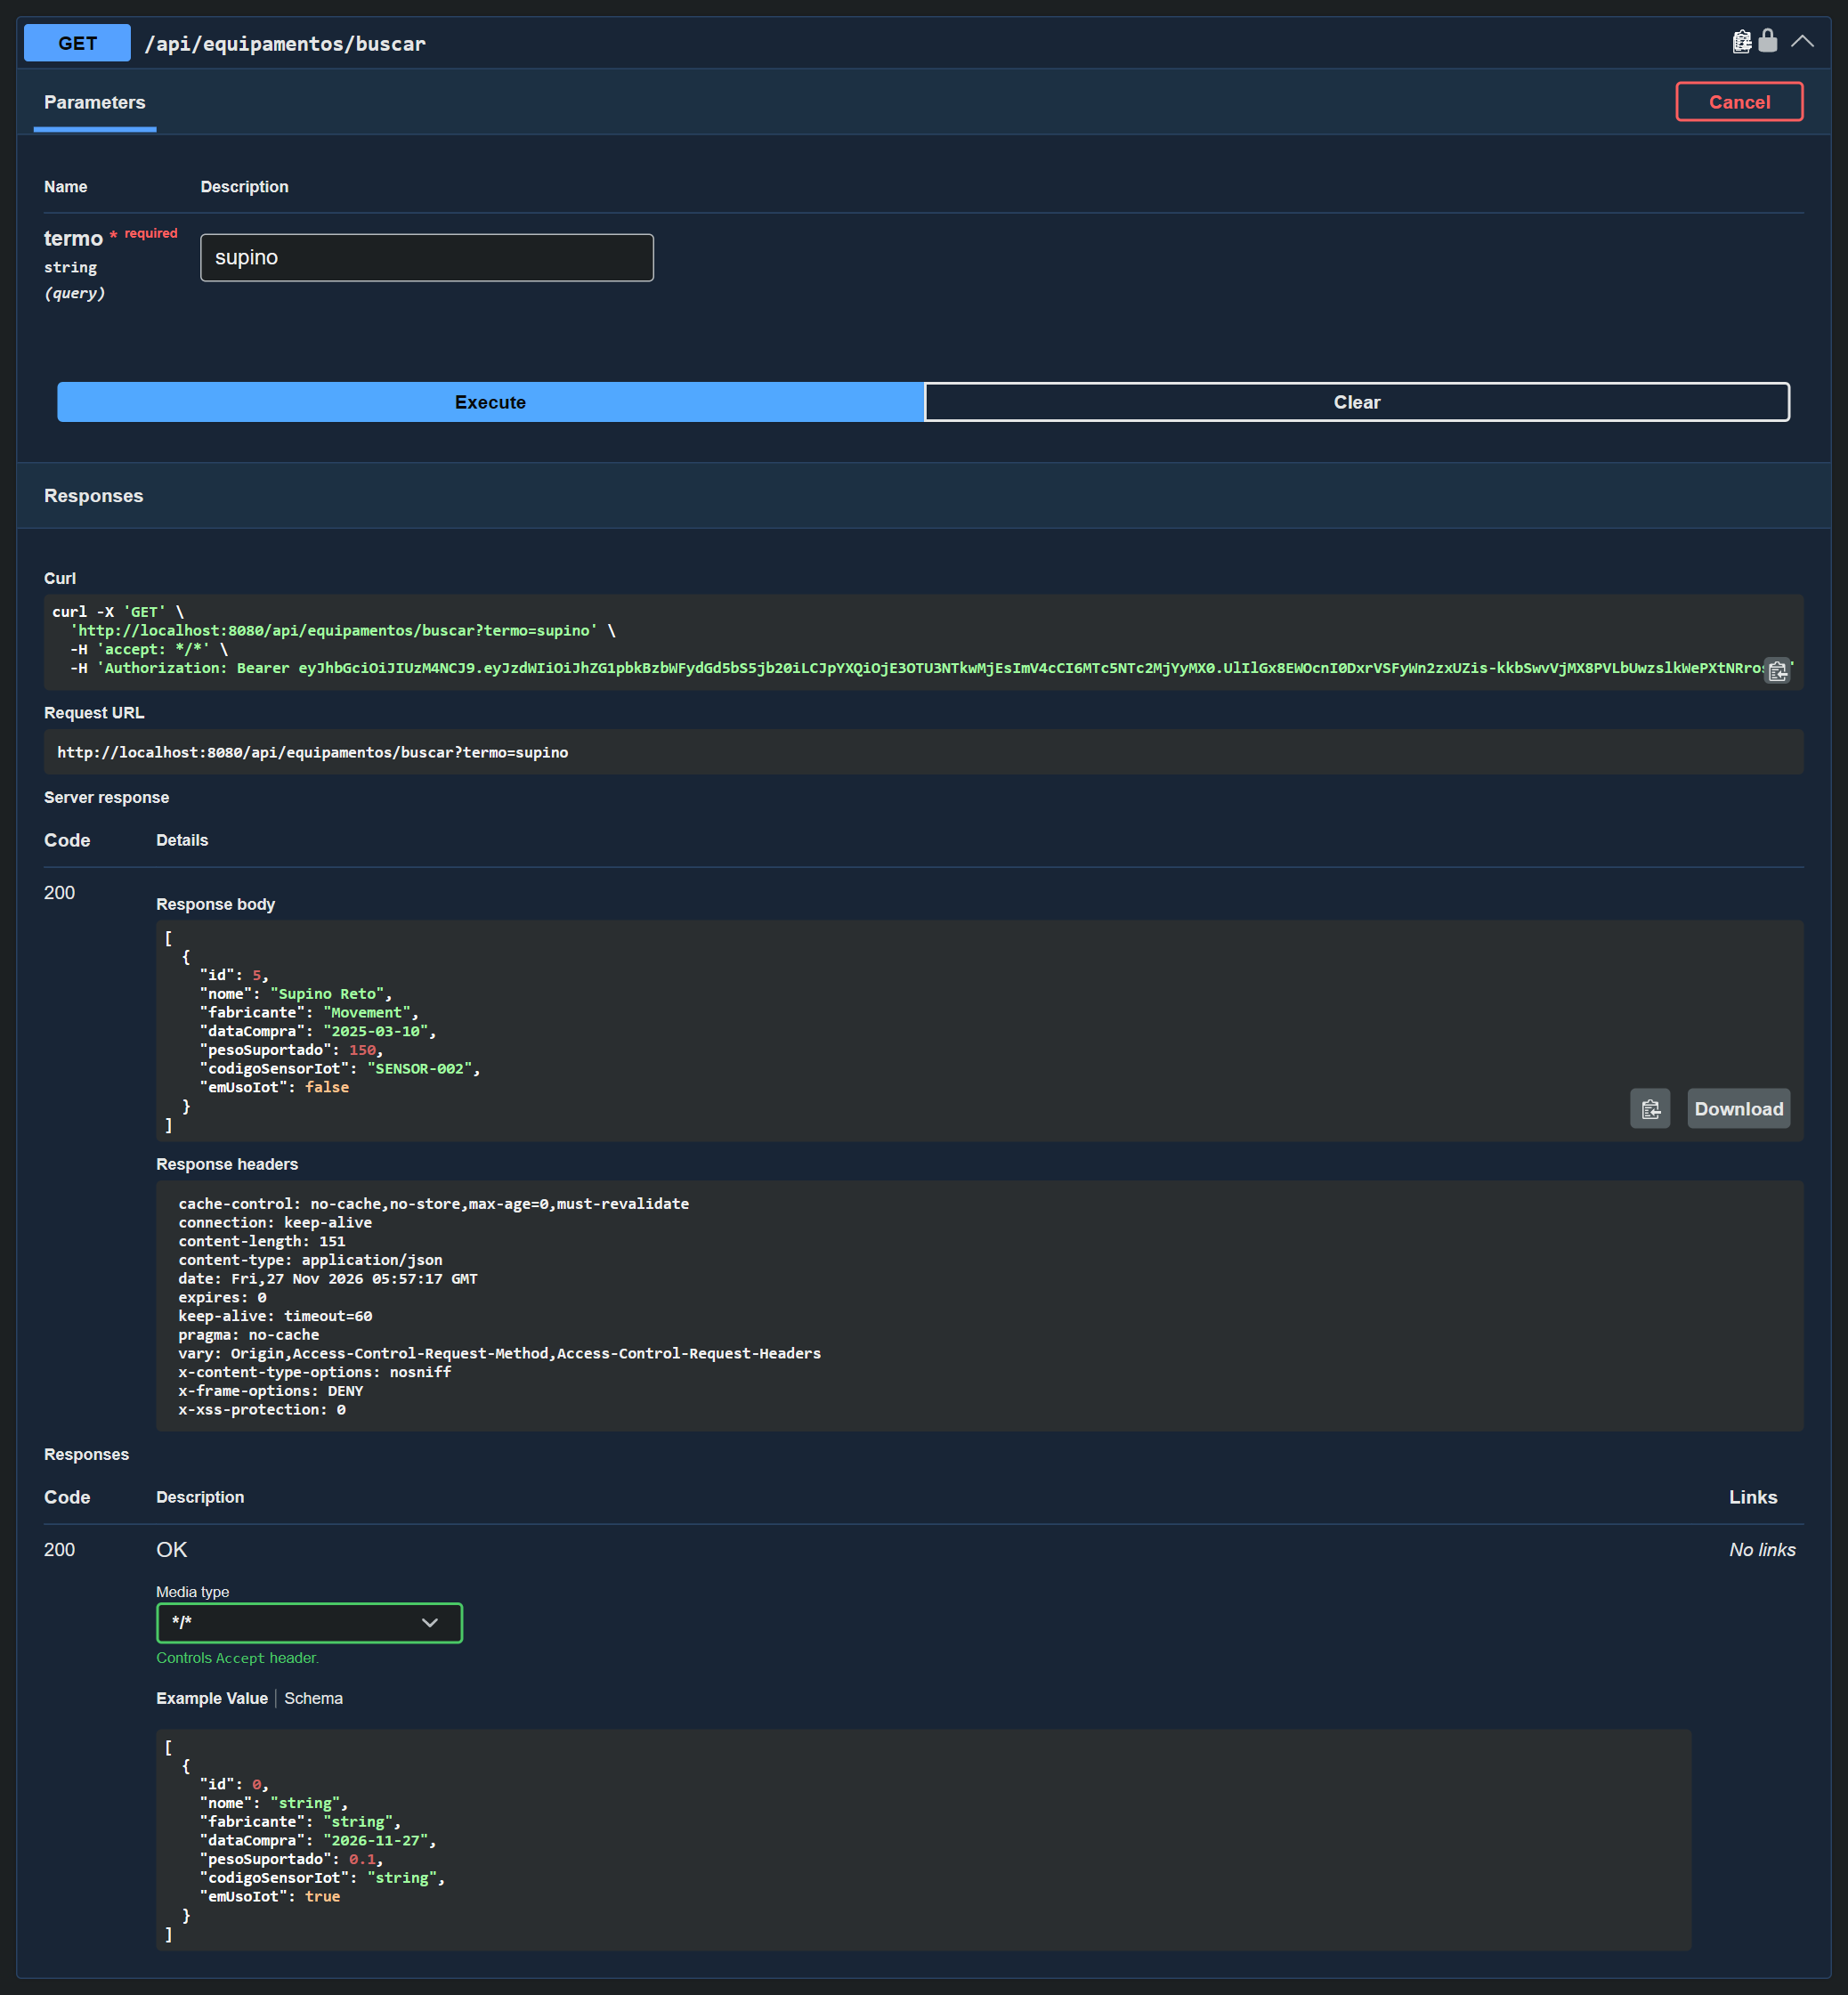 GET /api/equipamentos/buscar
Parameters
Cancel
Name Description
termo * required
string
(query)
supino
Execute
Clear
Responses
Curl
curl -X 'GET' \
'http://localhost:8080/api/equipamentos/buscar?termo=supino' \
-H 'accept: */*' \
-H 'Authorization: Bearer
Request URL
http://localhost:8080/api/equipamentos/buscar?termo=supino
Server response
Code Details
200
Response body
[
{
"id": 5,
"nome": "Supino Reto",
"fabricante": "Movement",
"dataCompra": "2025-03-10",
"pesoSuportado": 150,
"codigoSensorIot": "SENSOR-002",
"emUsoIot": false
}
]
Download
Response headers
cache-control: no-cache,no-store,max-age=0,must-revalidate
connection: keep-alive
content-length: 151
content-type: application/json
date: Fri,27 Nov 2026 05:57:17 GMT
expires: 0
keep-alive: timeout=60
pragma: no-cache
vary: Origin,Access-Control-Request-Method,Access-Control-Request-Headers
x-content-type-options: nosniff
x-frame-options: DENY
x-xss-protection: 0
Responses
Code Description Links
200 OK No links
Media type
*/*
Controls Accept header.
Example Value | Schema
[
{
"id": 0,
"nome": "string",
"fabricante": "string",
"dataCompra": "2026-11-27",
"pesoSuportado": 0.1,
"codigoSensorIot": "string",
"emUsoIot": true
}
]